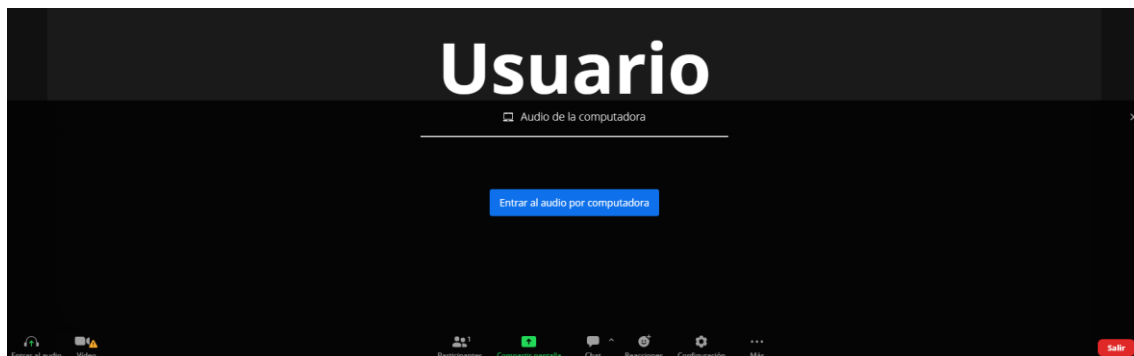 Usuario
Audio de la computadora
Entrar al audio por computadora
1
Entrar al audio
Video
Participantes
Compartir pantalla
Chat
Reacciones
Configuración
Más
Salir